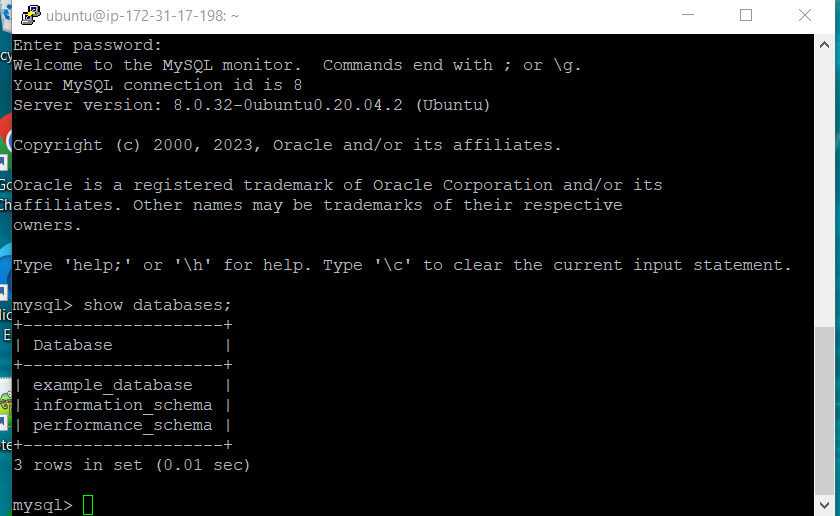 ubuntu@ip-172-31-17-198: ~
Enter password:
Welcome to the MySQL monitor.  Commands end with ; or \g.
Your MySQL connection id is 8
Server version: 8.0.32-0ubuntu0.20.04.2 (Ubuntu)
Copyright (c) 2000, 2023, Oracle and/or its affiliates.
Oracle is a registered trademark of Oracle Corporation and/or its
affiliates. Other names may be trademarks of their respective
owners.
Type 'help;' or '\h' for help. Type '\c' to clear the current input statement.
mysql> show databases;
+--------------------+
| Database           |
+--------------------+
| example_database   |
| information_schema |
| performance_schema |
+--------------------+
3 rows in set (0.01 sec)
mysql>